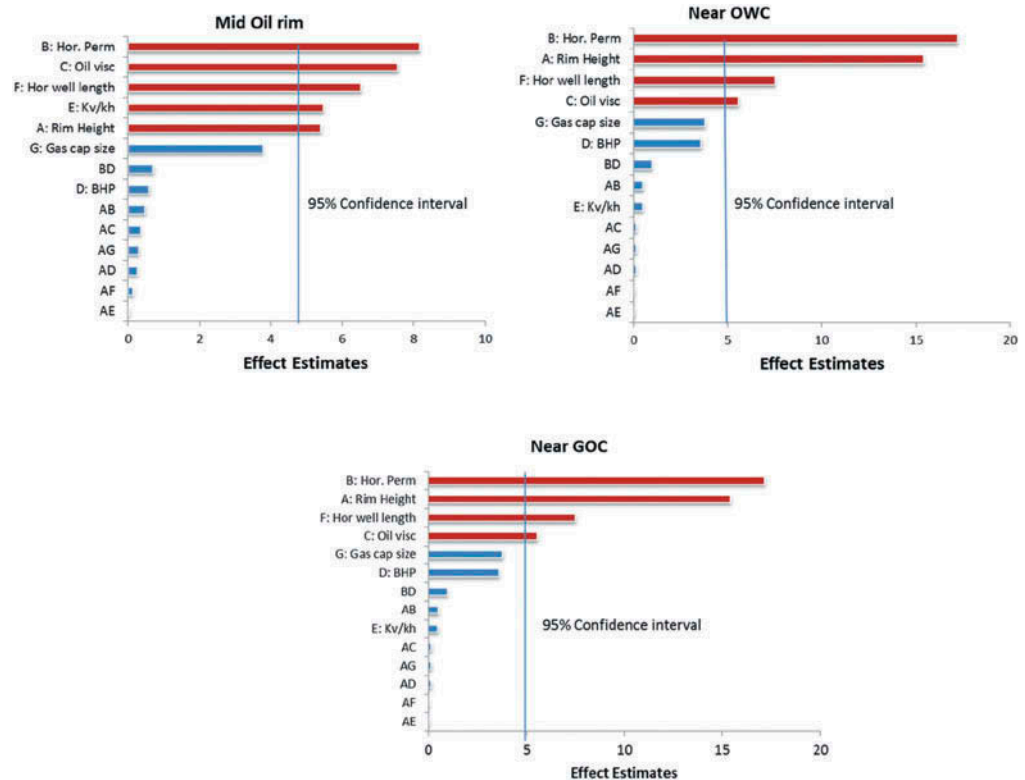 Mid Oil rim
B: Hor. Perm
C: Oil visc
F: Hor well length
E: Kv/kh
A: Rim Height
G: Gas cap size
BD
D: BHP
AB
AC
AG
AD
AF
AE
95% Confidence interval
0 2 4 6 8 10
Effect Estimates
Near OWC
B: Hor. Perm
A: Rim Height
F: Hor well length
C: Oil visc
G: Gas cap size
D: BHP
BD
AB
E: Kv/kh
AC
AG
AD
AF
AE
95% Confidence interval
0 5 10 15 20
Effect Estimates
Near GOC
B: Hor. Perm
A: Rim Height
F: Hor well length
C: Oil visc
G: Gas cap size
D: BHP
BD
AB
E: Kv/kh
AC
AG
AD
AF
AE
95% Confidence interval
0 5 10 15 20
Effect Estimates